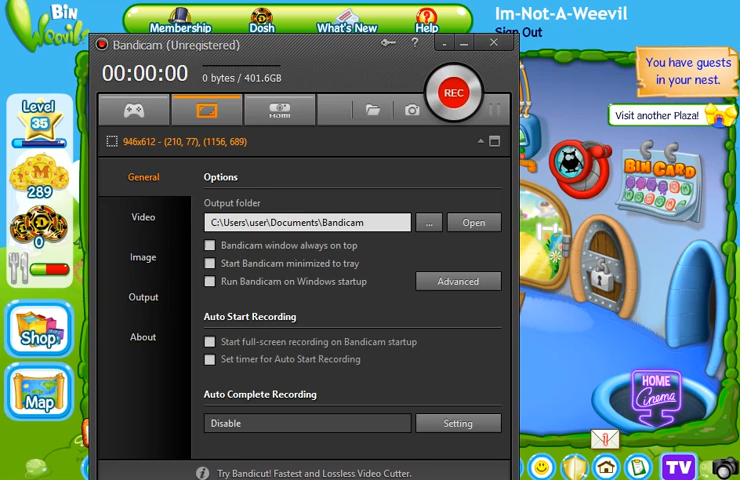 Bin
Weevils
Membership
Dosh
What's New
Help
Im-Not-A-Weevil
Sign Out
Bandicam (Unregistered)
?
00:00:00
0 bytes / 401.6GB
REC
HDMI
946x612 - (210, 77), (1156, 689)
General
Video
Image
Output
About
Options
Output folder
C:\Users\user\Documents\Bandicam
...
Open
Bandicam window always on top
Start Bandicam minimized to tray
Run Bandicam on Windows startup
Advanced
Auto Start Recording
Start full-screen recording on Bandicam startup
Set timer for Auto Start Recording
Auto Complete Recording
Disable
Setting
Try Bandicut! Fastest and Lossless Video Cutter.
Level
35
289
0
Shop
Map
You have guests
in your nest.
Visit another Plaza!
BIN CARD
HOME
Cinema
TV